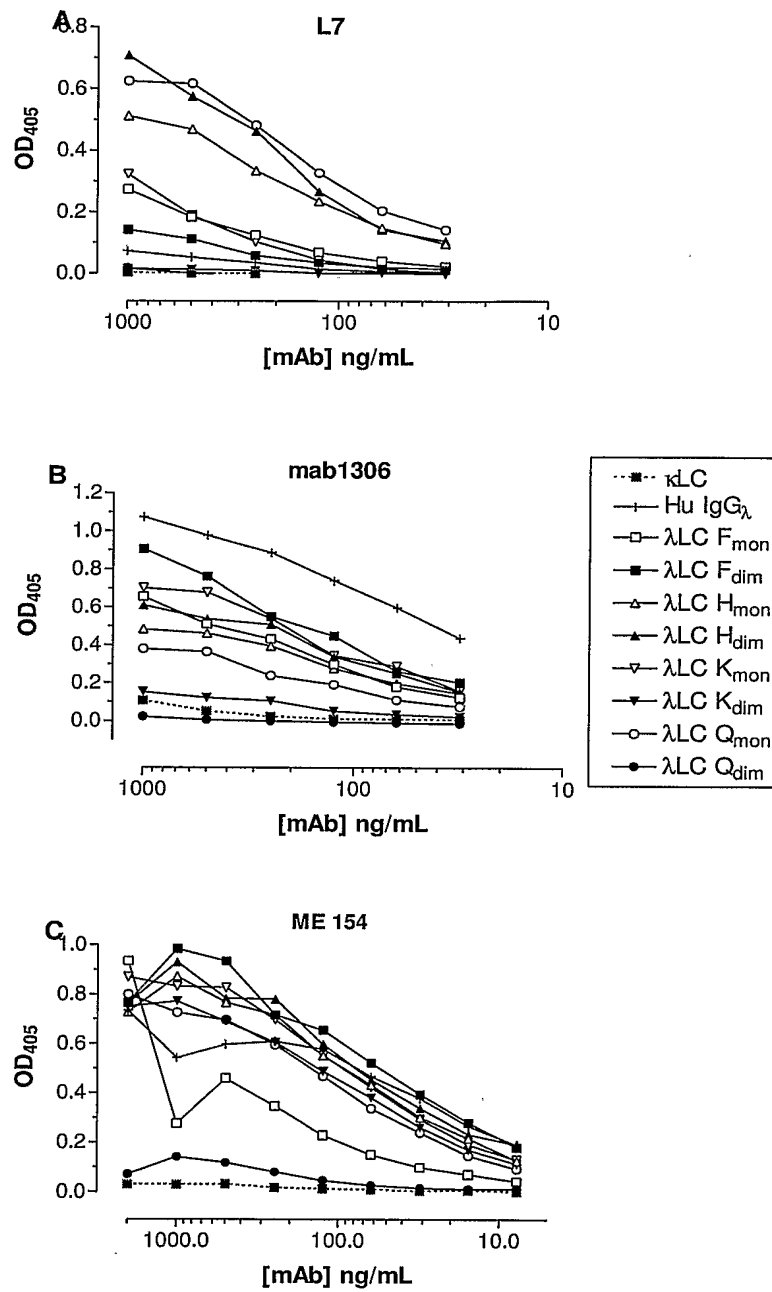 A
L7
0.8
0.6
0.4
0.2
0.0
OD405
1000
100
10
[mAb] ng/mL
B
mab1306
1.2
1.0
0.8
0.6
0.4
0.2
0.0
OD405
1000
100
10
[mAb] ng/mL
κLC
Hu IgGλ
λLC Fmon
λLC Fdim
λLC Hmon
λLC Hdim
λLC Kmon
λLC Kdim
λLC Qmon
λLC Qdim
C
ME 154
1.0
0.8
0.6
0.4
0.2
0.0
OD405
1000.0
100.0
10.0
[mAb] ng/mL